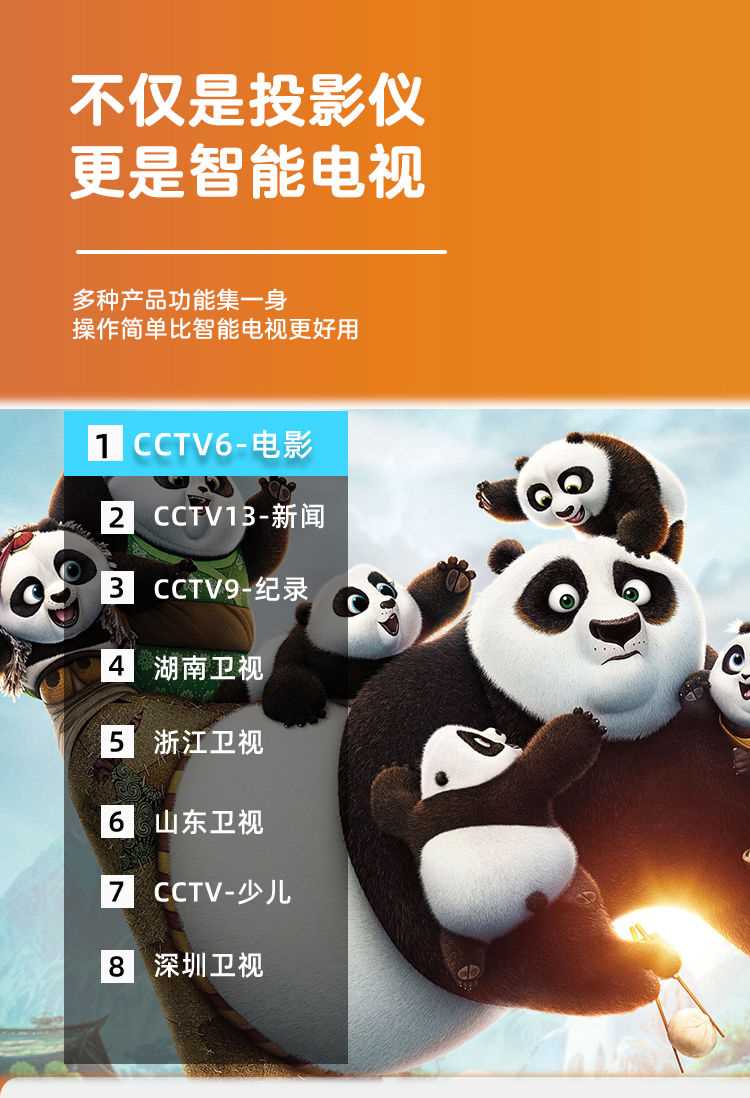 不仅是投影仪
更是智能电视
多种产品功能集一身
操作简单比智能电视更好用
1 CCTV6-电影
2 CCTV13-新闻
3 CCTV9-纪录
4 湖南卫视
5 浙江卫视
6 山东卫视
7 CCTV-少儿
8 深圳卫视